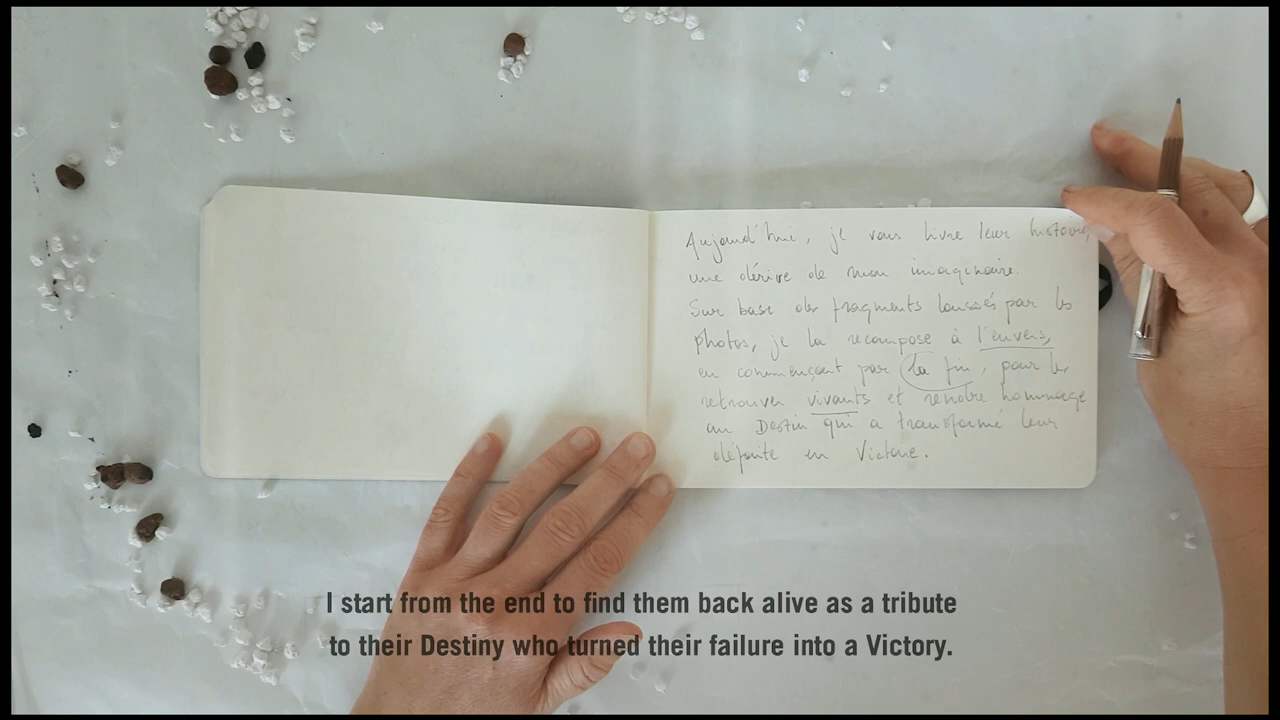 Aujourd'hui, je vous livre leur histoire,
une dérive de mon imaginaire.
Sur base des fragments laissés par les
photos, je la recompose à l'envers,
en commençant par la fin, pour les
retrouver vivants et rendre hommage
au Destin qui a transformé leur
défaite en Victoire.
I start from the end to find them back alive as a tribute
to their Destiny who turned their failure into a Victory.